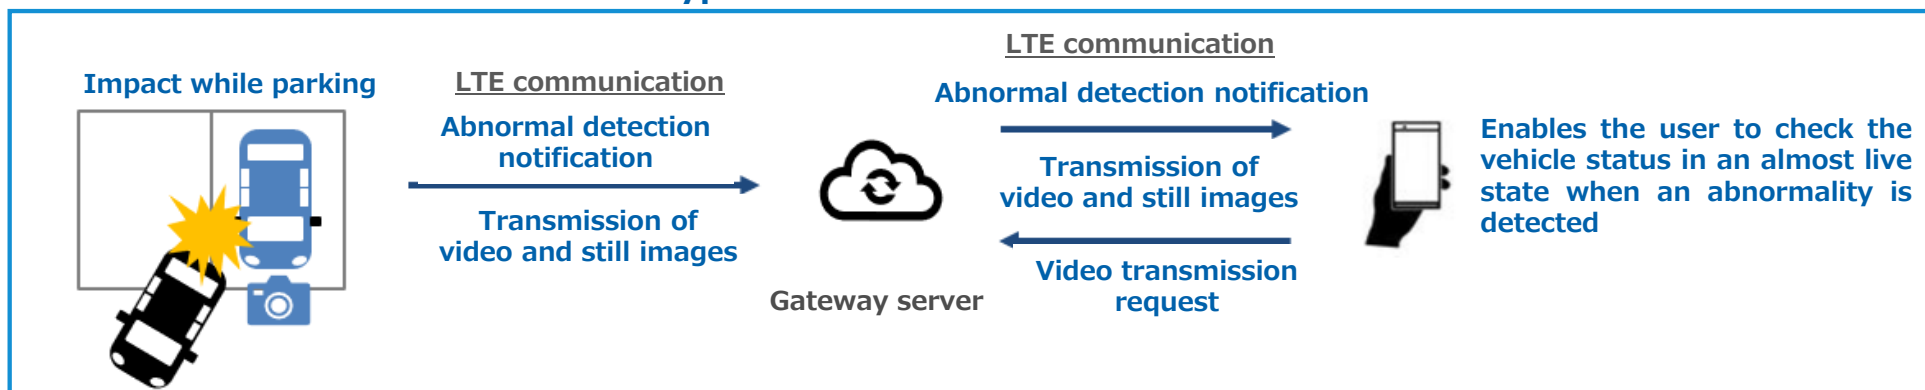 Impact while parking
LTE communication
Abnormal detection
notification
Transmission of
video and still images
Gateway server
LTE communication
Abnormal detection notification
Transmission of
video and still images
Video transmission
request
Enables the user to check the
vehicle status in an almost live
state when an abnormality is
detected